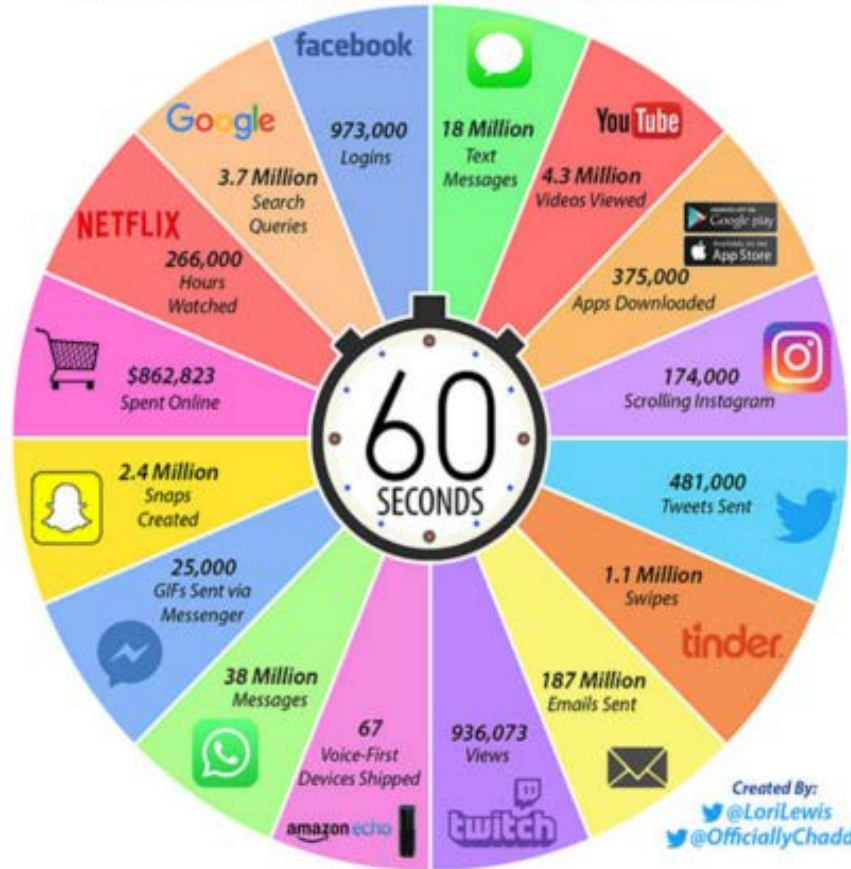 facebook
973,000
Logins
18 Million
Text
Messages
YouTube
4.3 Million
Videos Viewed
Google play
App Store
375,000
Apps Downloaded
174,000
Scrolling Instagram
481,000
Tweets Sent
1.1 Million
Swipes
tinder
187 Million
Emails Sent
936,073
Views
twitch
67
Voice-First
Devices Shipped
amazon echo
38 Million
Messages
25,000
GIFs Sent via
Messenger
2.4 Million
Snaps
Created
$862,823
Spent Online
NETFLIX
266,000
Hours
Watched
Google
3.7 Million
Search
Queries
60
SECONDS
Created By:
@LoriLewis
@OfficiallyChadd